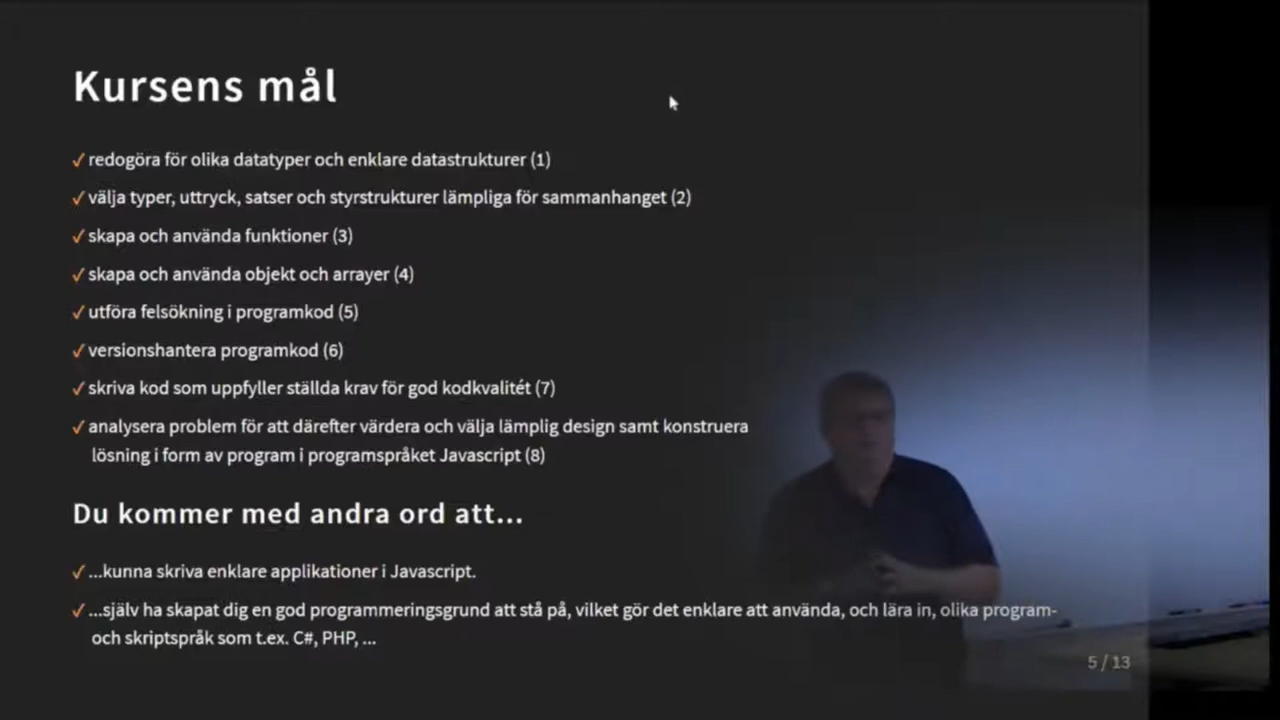 Kursens mål
✓ redogöra för olika datatyper och enklare datastrukturer (1)
✓ välja typer, uttryck, satser och styrstrukturer lämpliga för sammanhanget (2)
✓ skapa och använda funktioner (3)
✓ skapa och använda objekt och arrayer (4)
✓ utföra felsökning i programkod (5)
✓ versionshantera programkod (6)
✓ skriva kod som uppfyller ställda krav för god kodkvalitét (7)
✓ analysera problem för att därefter värdera och välja lämplig design samt konstruera
lösning i form av program i programspråket Javascript (8)
Du kommer med andra ord att...
✓ ...kunna skriva enklare applikationer i Javascript.
✓ ...själv ha skapat dig en god programmeringsgrund att stå på, vilket gör det enklare att använda, och lära in, olika program-
och skriptspråk som t.ex. C#, PHP, ...
5 / 13